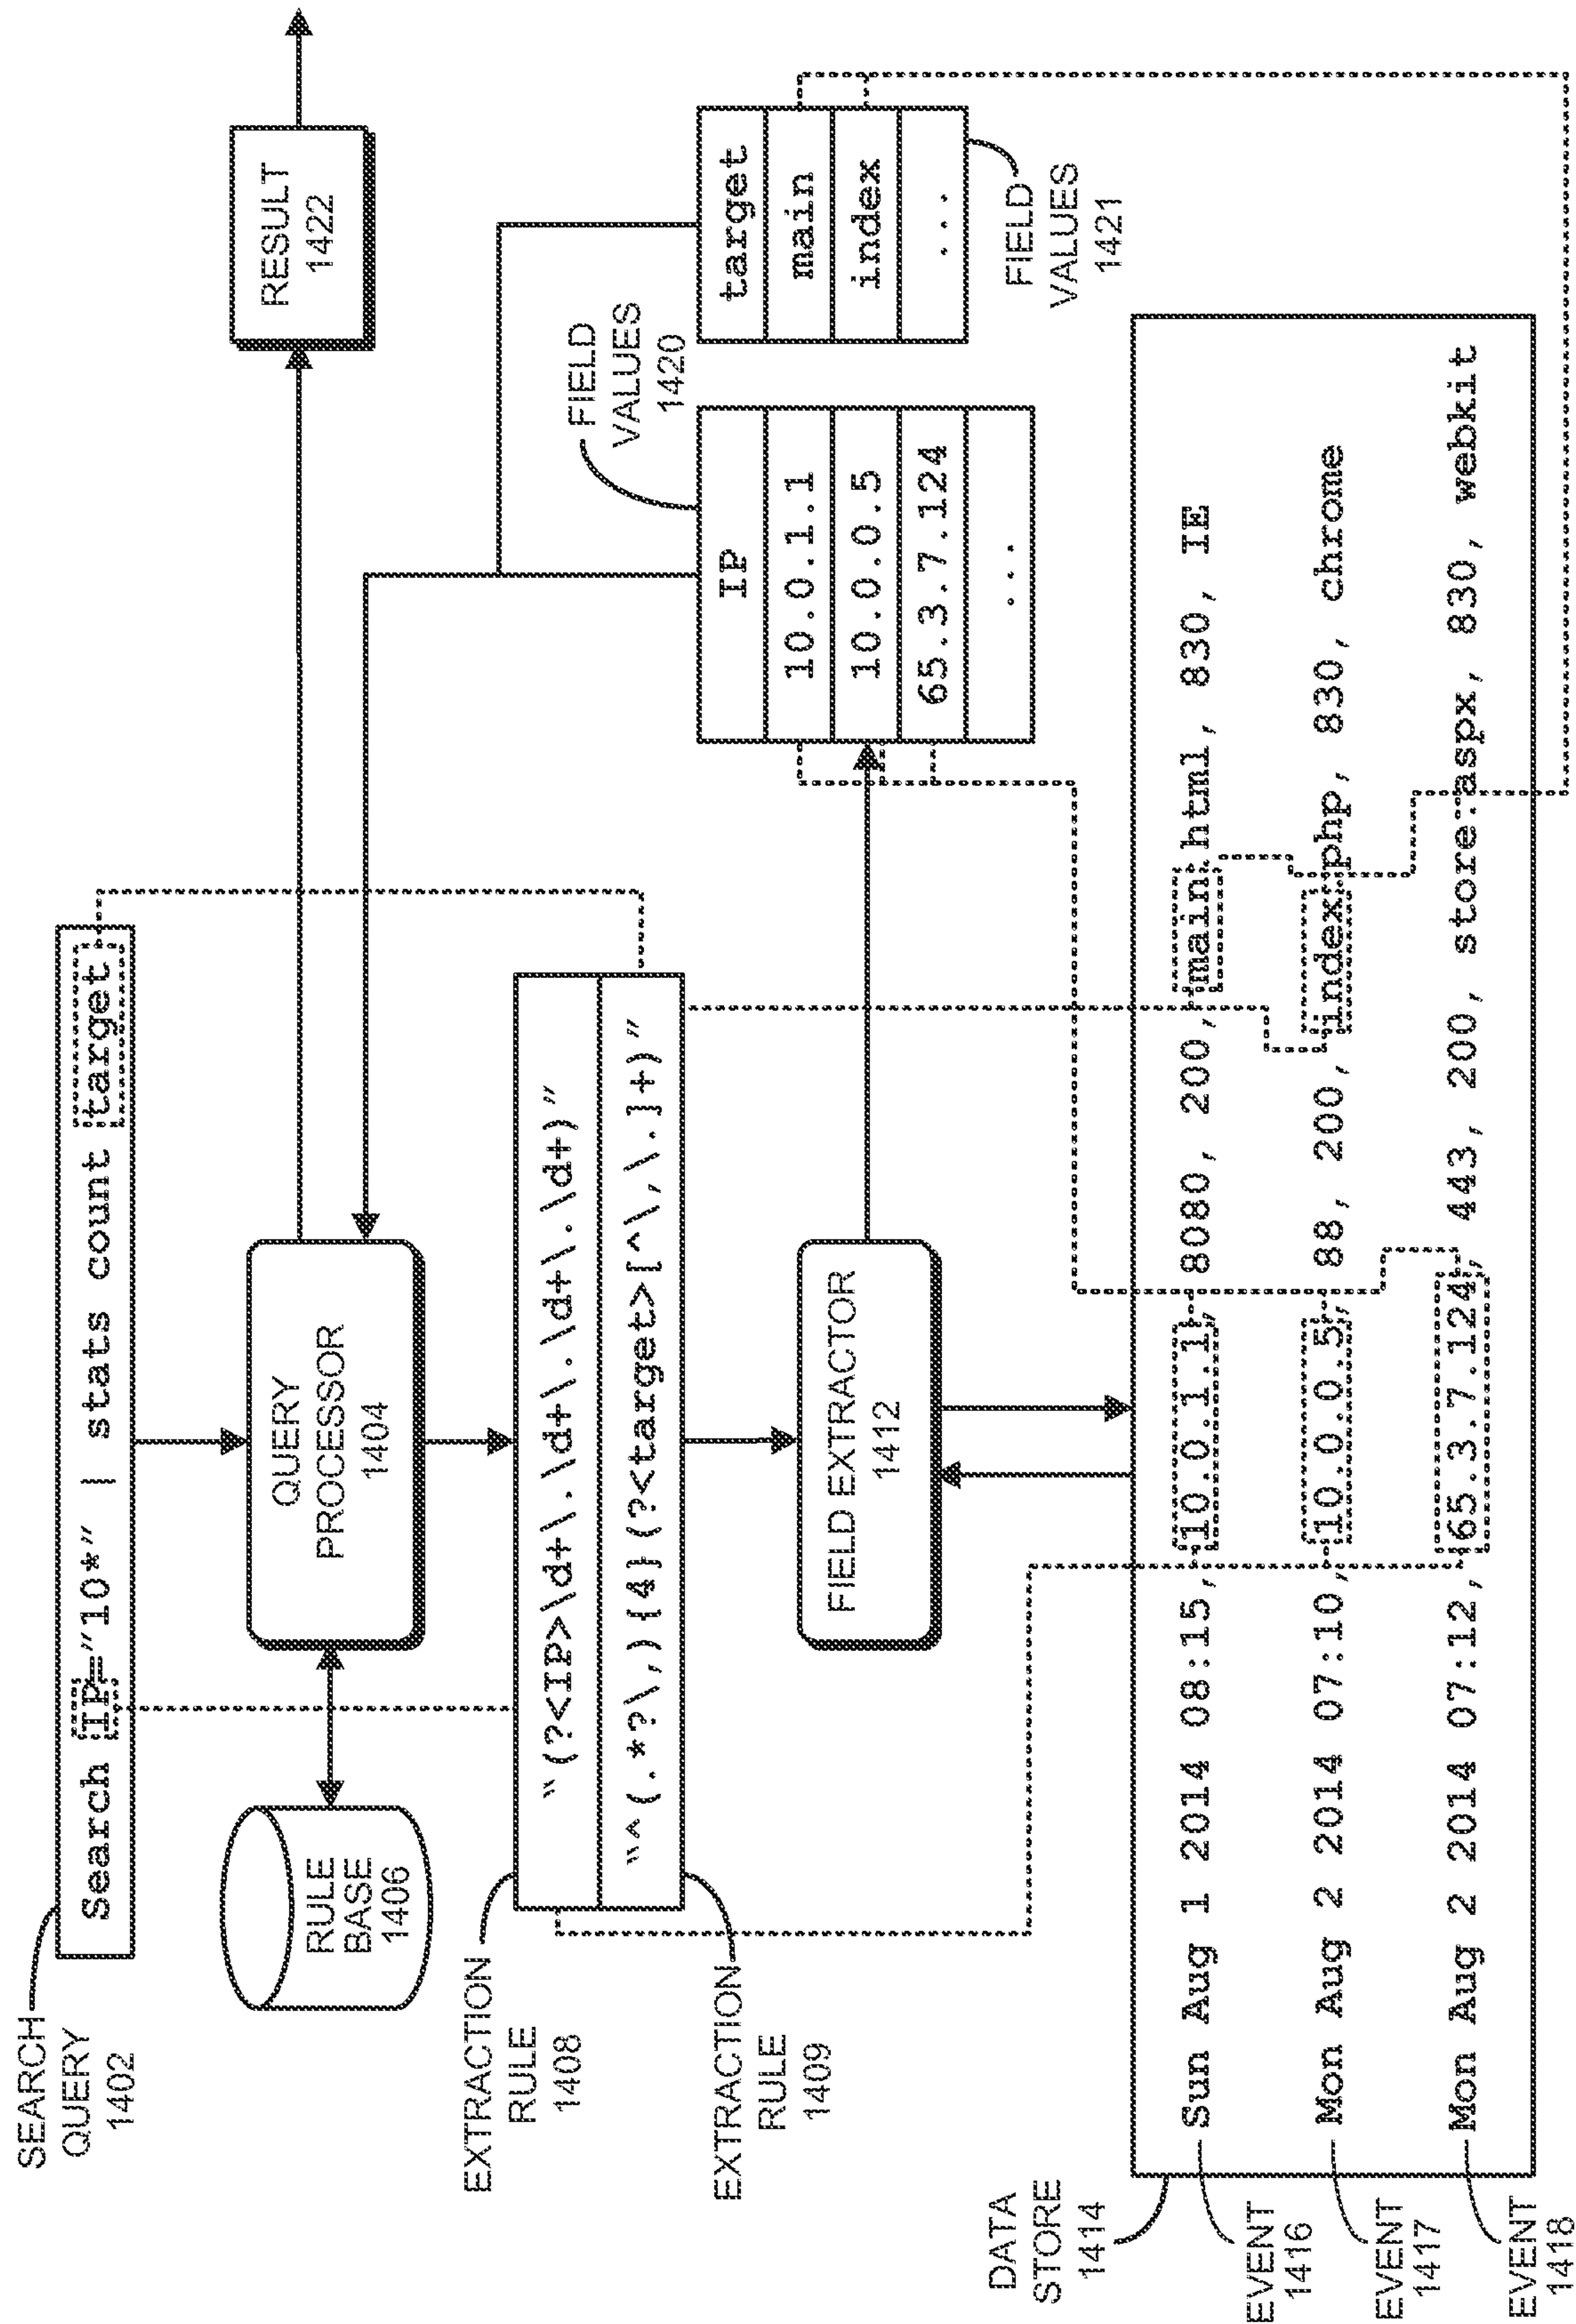 SEARCH
QUERY
1402
Search IP="10*" | stats count target
RULE
BASE
1406
QUERY
PROCESSOR
1404
RESULT
1422
EXTRACTION
RULE
1408
"(?<IP>\d+\.\d+\.\d+\.\d+)"
"^(.*?\,){4}(?<target>[^\,\.]+)"
EXTRACTION
RULE
1409
FIELD EXTRACTOR
1412
FIELD
VALUES
1420
IP
10.0.1.1
10.0.0.5
65.3.7.124
...
target
main
index
...
FIELD
VALUES
1421
DATA
STORE
1414
EVENT
1416
Sun Aug 1 2014 08:15, 10.0.1.1, 8080, 200, main.html, 830, IE
EVENT
1417
Mon Aug 2 2014 07:10, 10.0.0.5, 88, 200, index.php, 830, chrome
EVENT
1418
Mon Aug 2 2014 07:12, 65.3.7.124, 443, 200, store.aspx, 830, webkit